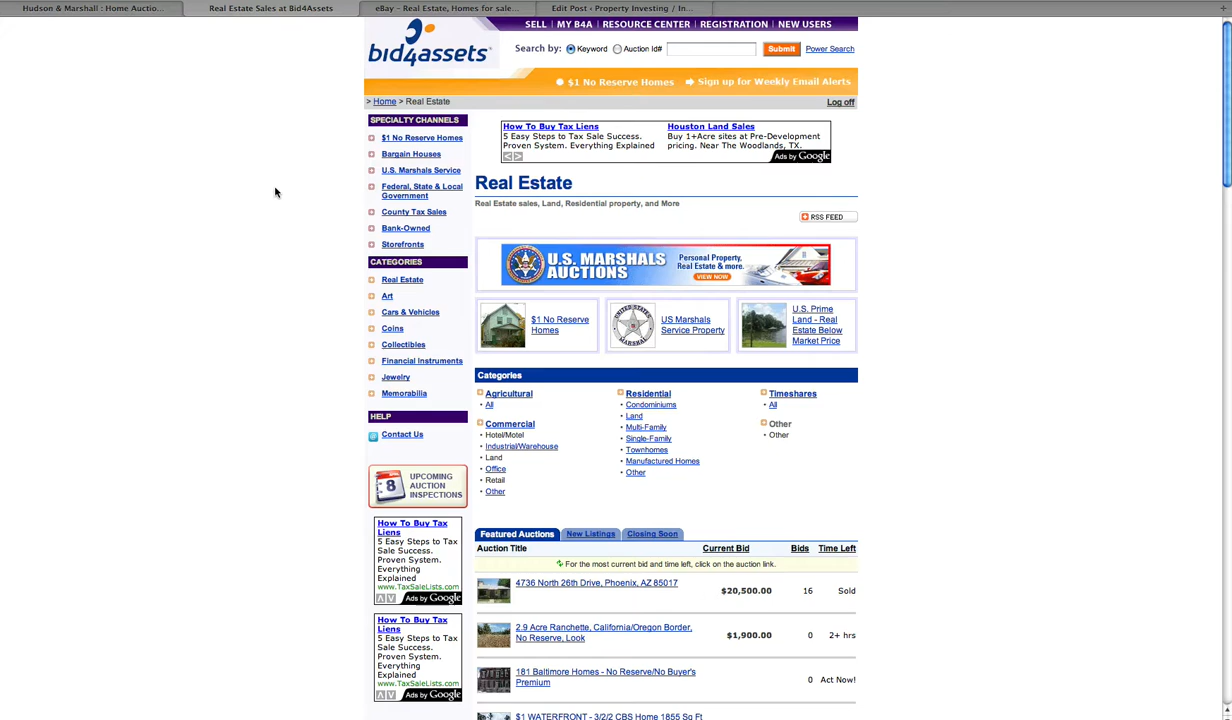 Hudson & Marshall : Home Auctio...
Real Estate Sales at Bid4Assets
eBay – Real Estate, Homes for sale...
Edit Post ‹ Property Investing / In...
bid4assets
SELL | MY B4A | RESOURCE CENTER | REGISTRATION | NEW USERS
Search by: Keyword Auction Id# Submit Power Search
$1 No Reserve Homes Sign up for Weekly Email Alerts
> Home > Real Estate
Log off
SPECIALTY CHANNELS
$1 No Reserve Homes
Bargain Houses
U.S. Marshals Service
Federal, State & Local
Government
County Tax Sales
Bank-Owned
Storefronts
CATEGORIES
Real Estate
Art
Cars & Vehicles
Coins
Collectibles
Financial Instruments
Jewelry
Memorabilia
HELP
Contact Us
8
UPCOMING
AUCTION
INSPECTIONS
How To Buy Tax
Liens
5 Easy Steps to Tax
Sale Success.
Proven System.
Everything
Explained
www.TaxSaleLists.com
Ads by Google
How To Buy Tax
Liens
5 Easy Steps to Tax
Sale Success.
Proven System.
Everything
Explained
www.TaxSaleLists.com
Ads by Google
How To Buy Tax Liens
5 Easy Steps to Tax Sale Success.
Proven System. Everything Explained
Houston Land Sales
Buy 1+Acre sites at Pre-Development
pricing. Near The Woodlands, TX.
Ads by Google
Real Estate
Real Estate sales, Land, Residential property, and More
RSS FEED
U.S. MARSHALS
AUCTIONS
Personal Property,
Real Estate & more.
VIEW NOW
$1 No Reserve
Homes
US Marshals
Service Property
U.S. Prime
Land - Real
Estate Below
Market Price
Categories
Agricultural
All
Commercial
Hotel/Motel
Industrial/Warehouse
Land
Office
Retail
Other
Residential
Condominiums
Land
Multi-Family
Single-Family
Townhomes
Manufactured Homes
Other
Timeshares
All
Other
Other
Featured Auctions New Listings Closing Soon
Auction Title Current Bid Bids Time Left
For the most current bid and time left, click on the auction link.
4736 North 26th Drive, Phoenix, AZ 85017 $20,500.00 16 Sold
2.9 Acre Ranchette, California/Oregon Border,
No Reserve, Look $1,900.00 0 2+ hrs
181 Baltimore Homes - No Reserve/No Buyer's
Premium 0 Act Now!
$1 WATERFRONT - 3/2/2 CBS Home 1855 Sq Ft